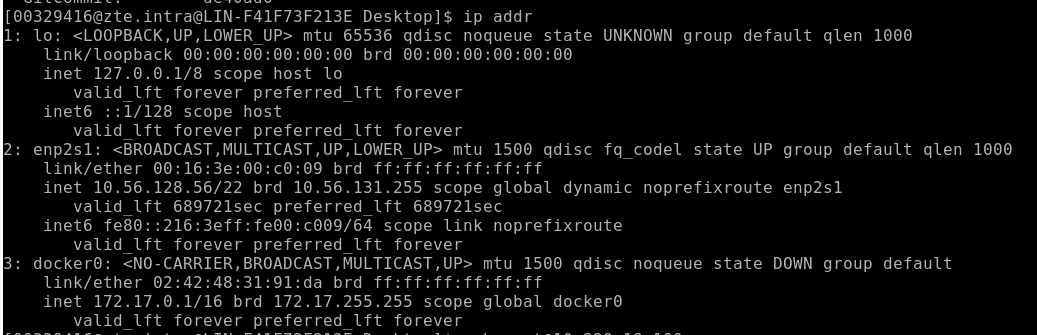 [00329416@zte.intra@LIN-F41F73F213E Desktop]$ ip addr
1: lo: <LOOPBACK,UP,LOWER_UP> mtu 65536 qdisc noqueue state UNKNOWN group default qlen 1000
    link/loopback 00:00:00:00:00:00 brd 00:00:00:00:00:00
    inet 127.0.0.1/8 scope host lo
       valid_lft forever preferred_lft forever
    inet6 ::1/128 scope host
       valid_lft forever preferred_lft forever
2: enp2s1: <BROADCAST,MULTICAST,UP,LOWER_UP> mtu 1500 qdisc fq_codel state UP group default qlen 1000
    link/ether 00:16:3e:00:c0:09 brd ff:ff:ff:ff:ff:ff
    inet 10.56.128.56/22 brd 10.56.131.255 scope global dynamic noprefixroute enp2s1
       valid_lft 689721sec preferred_lft 689721sec
    inet6 fe80::216:3eff:fe00:c009/64 scope link noprefixroute
       valid_lft forever preferred_lft forever
3: docker0: <NO-CARRIER,BROADCAST,MULTICAST,UP> mtu 1500 qdisc noqueue state DOWN group default
    link/ether 02:42:48:31:91:da brd ff:ff:ff:ff:ff:ff
    inet 172.17.0.1/16 brd 172.17.255.255 scope global docker0
       valid_lft forever preferred_lft forever